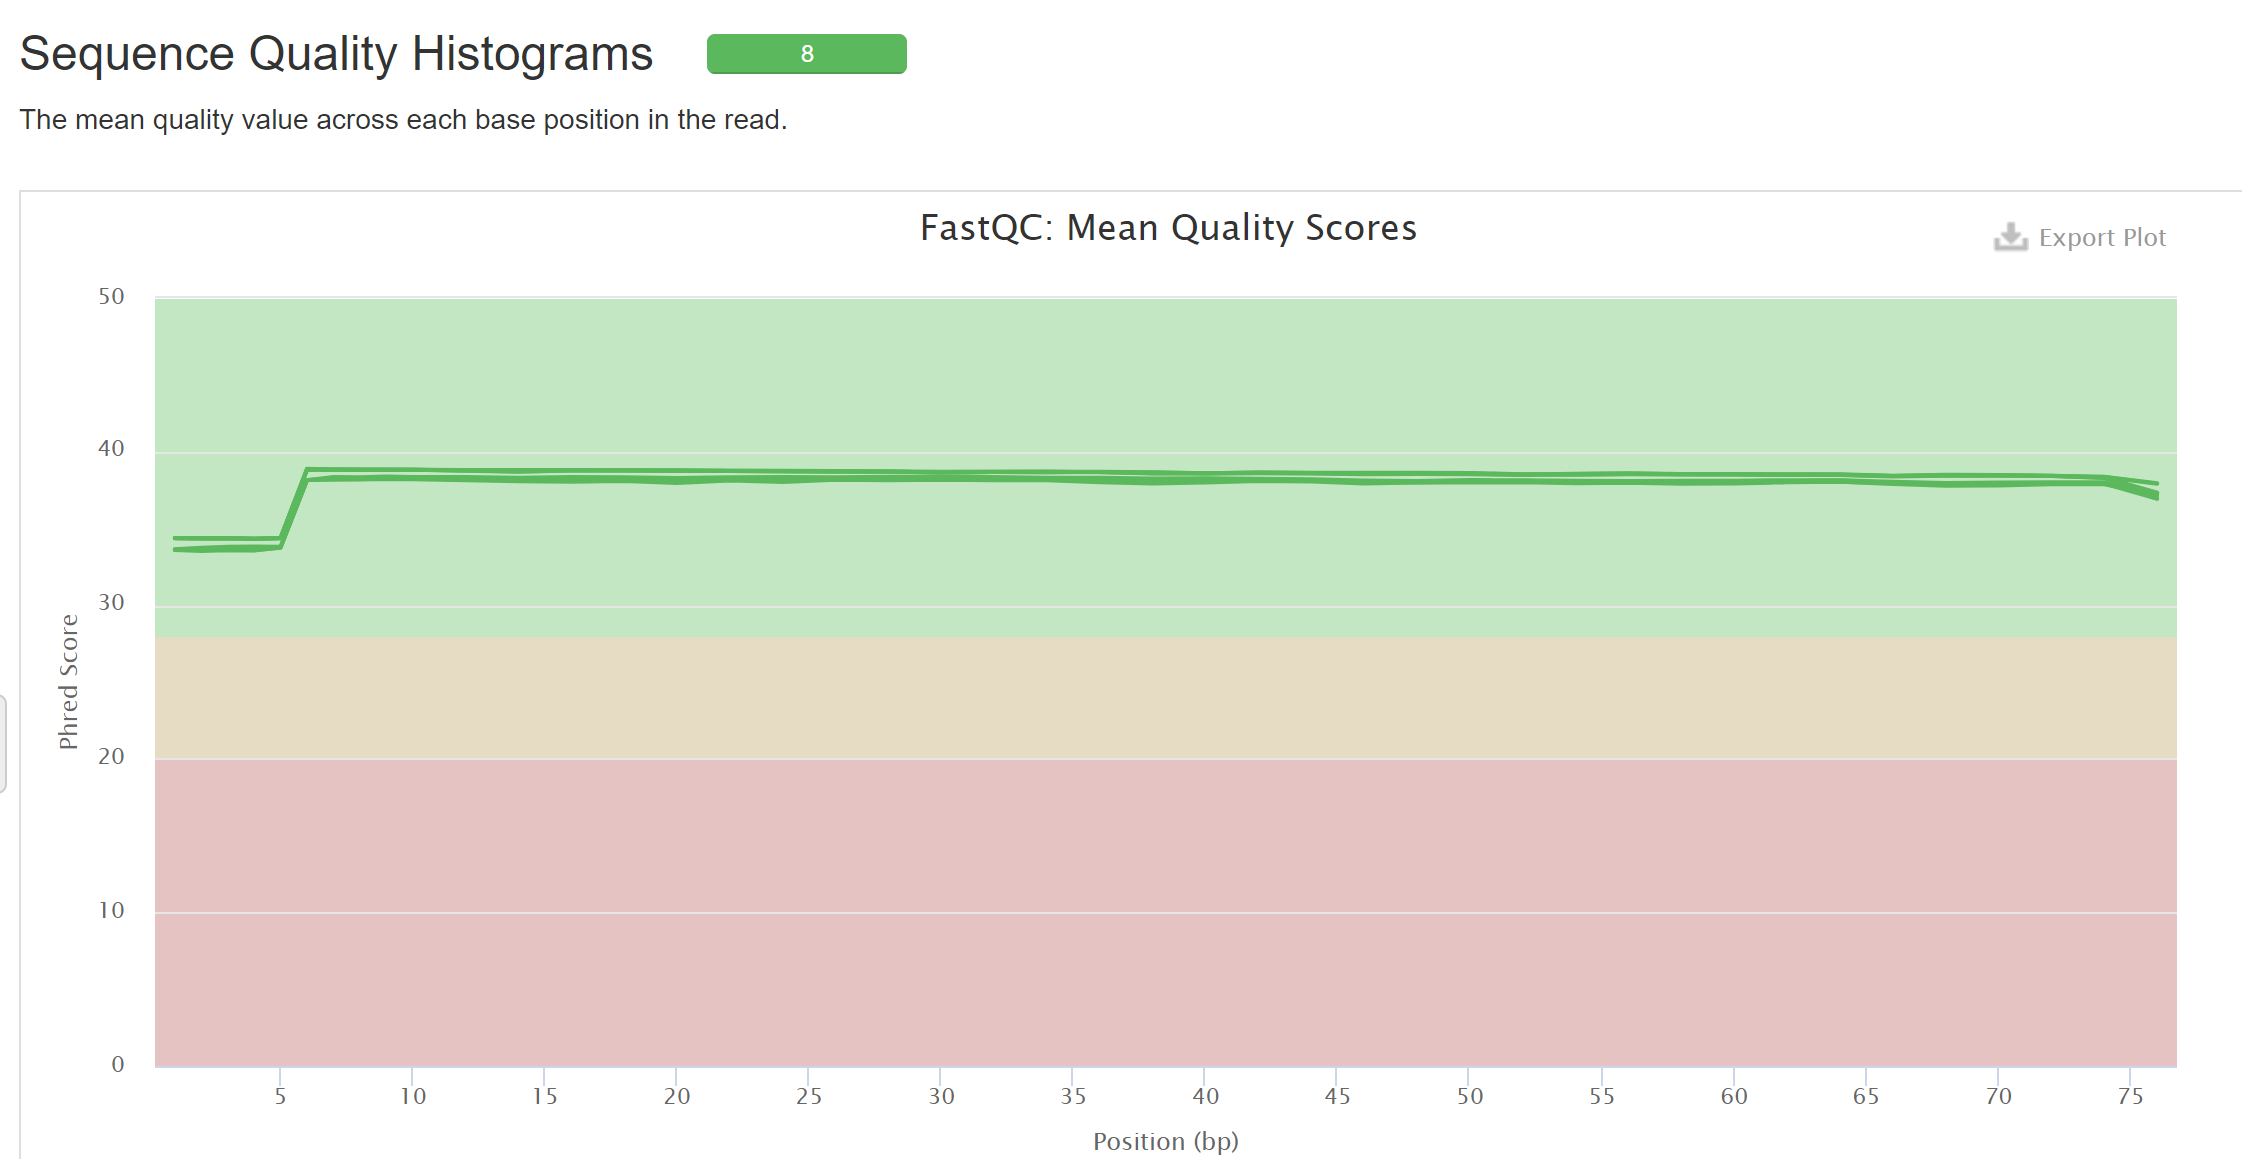 Sequence Quality Histograms
8
The mean quality value across each base position in the read.
FastQC: Mean Quality Scores
Export Plot
50
40
30
20
10
0
Phred Score
5 10 15 20 25 30 35 40 45 50 55 60 65 70 75
Position (bp)